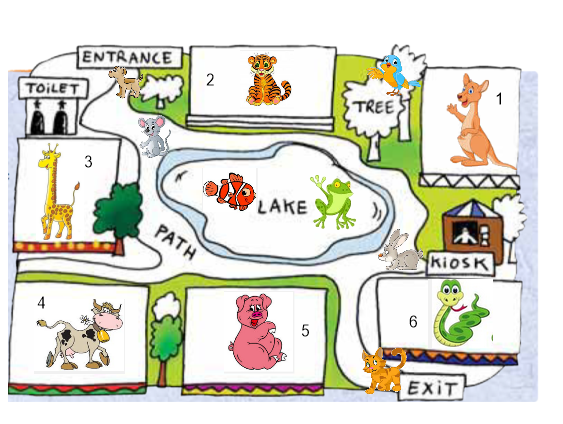 ENTRANCE
TOiLET
2
TREE
1
3
LAKE
PATH
KiOSK
4
5
6
EXiT